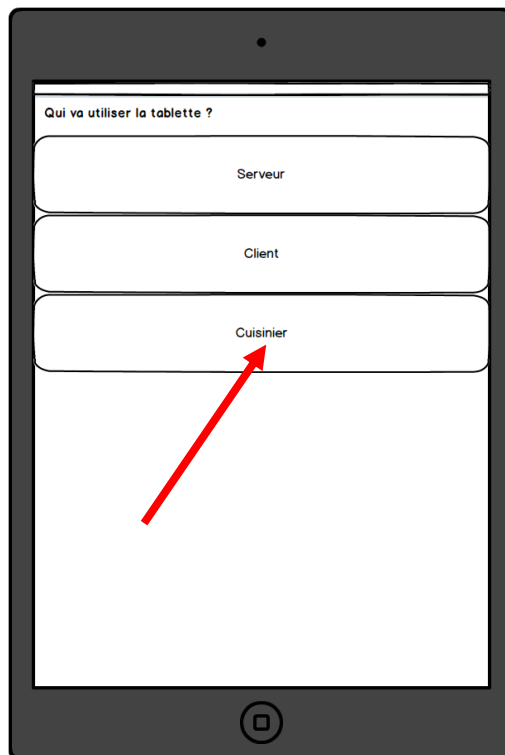 Qui va utiliser la tablette ?
Serveur
Client
Cuisinier